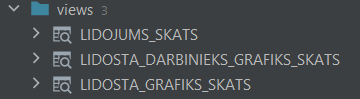 views 3
LIDOJUMS_SKATS
LIDOSTA_DARBINIEKS_GRAFIKS_SKATS
LIDOSTA_GRAFIKS_SKATS